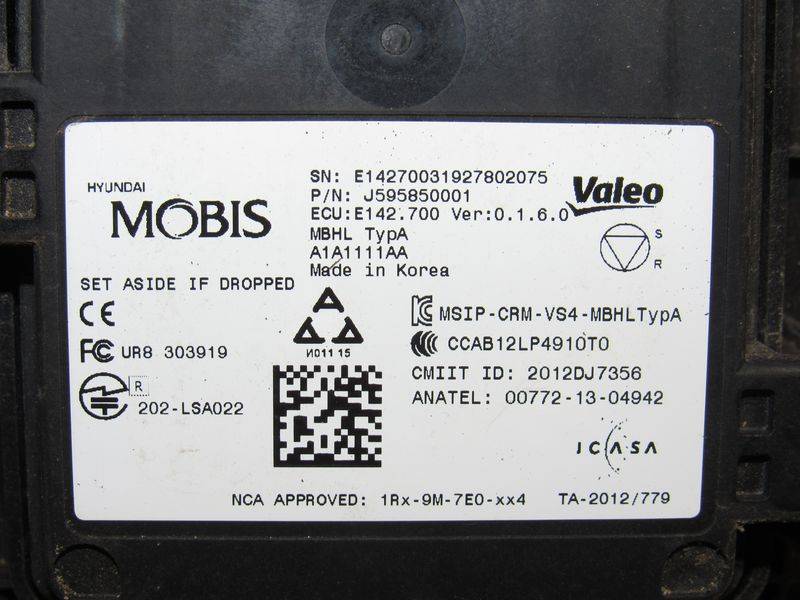 SN: E14270031927802075
HYUNDAI
MOBIS
P/N: J595850001
Valeo
ECU:E142.700 Ver:0.1.6.0
MBHL TypA
S
A1A1111AA
R
Made in Korea
SET ASIDE IF DROPPED
CE
MSIP-CRM-VS4-MBHLTypA
FC UR8 303919
И011 15
CCAB12LP4910T0
R
CMIIT ID: 2012DJ7356
202-LSA022
ANATEL: 00772-13-04942
ICASA
NCA APPROVED: 1Rx-9M-7E0-xx4
TA-2012/779